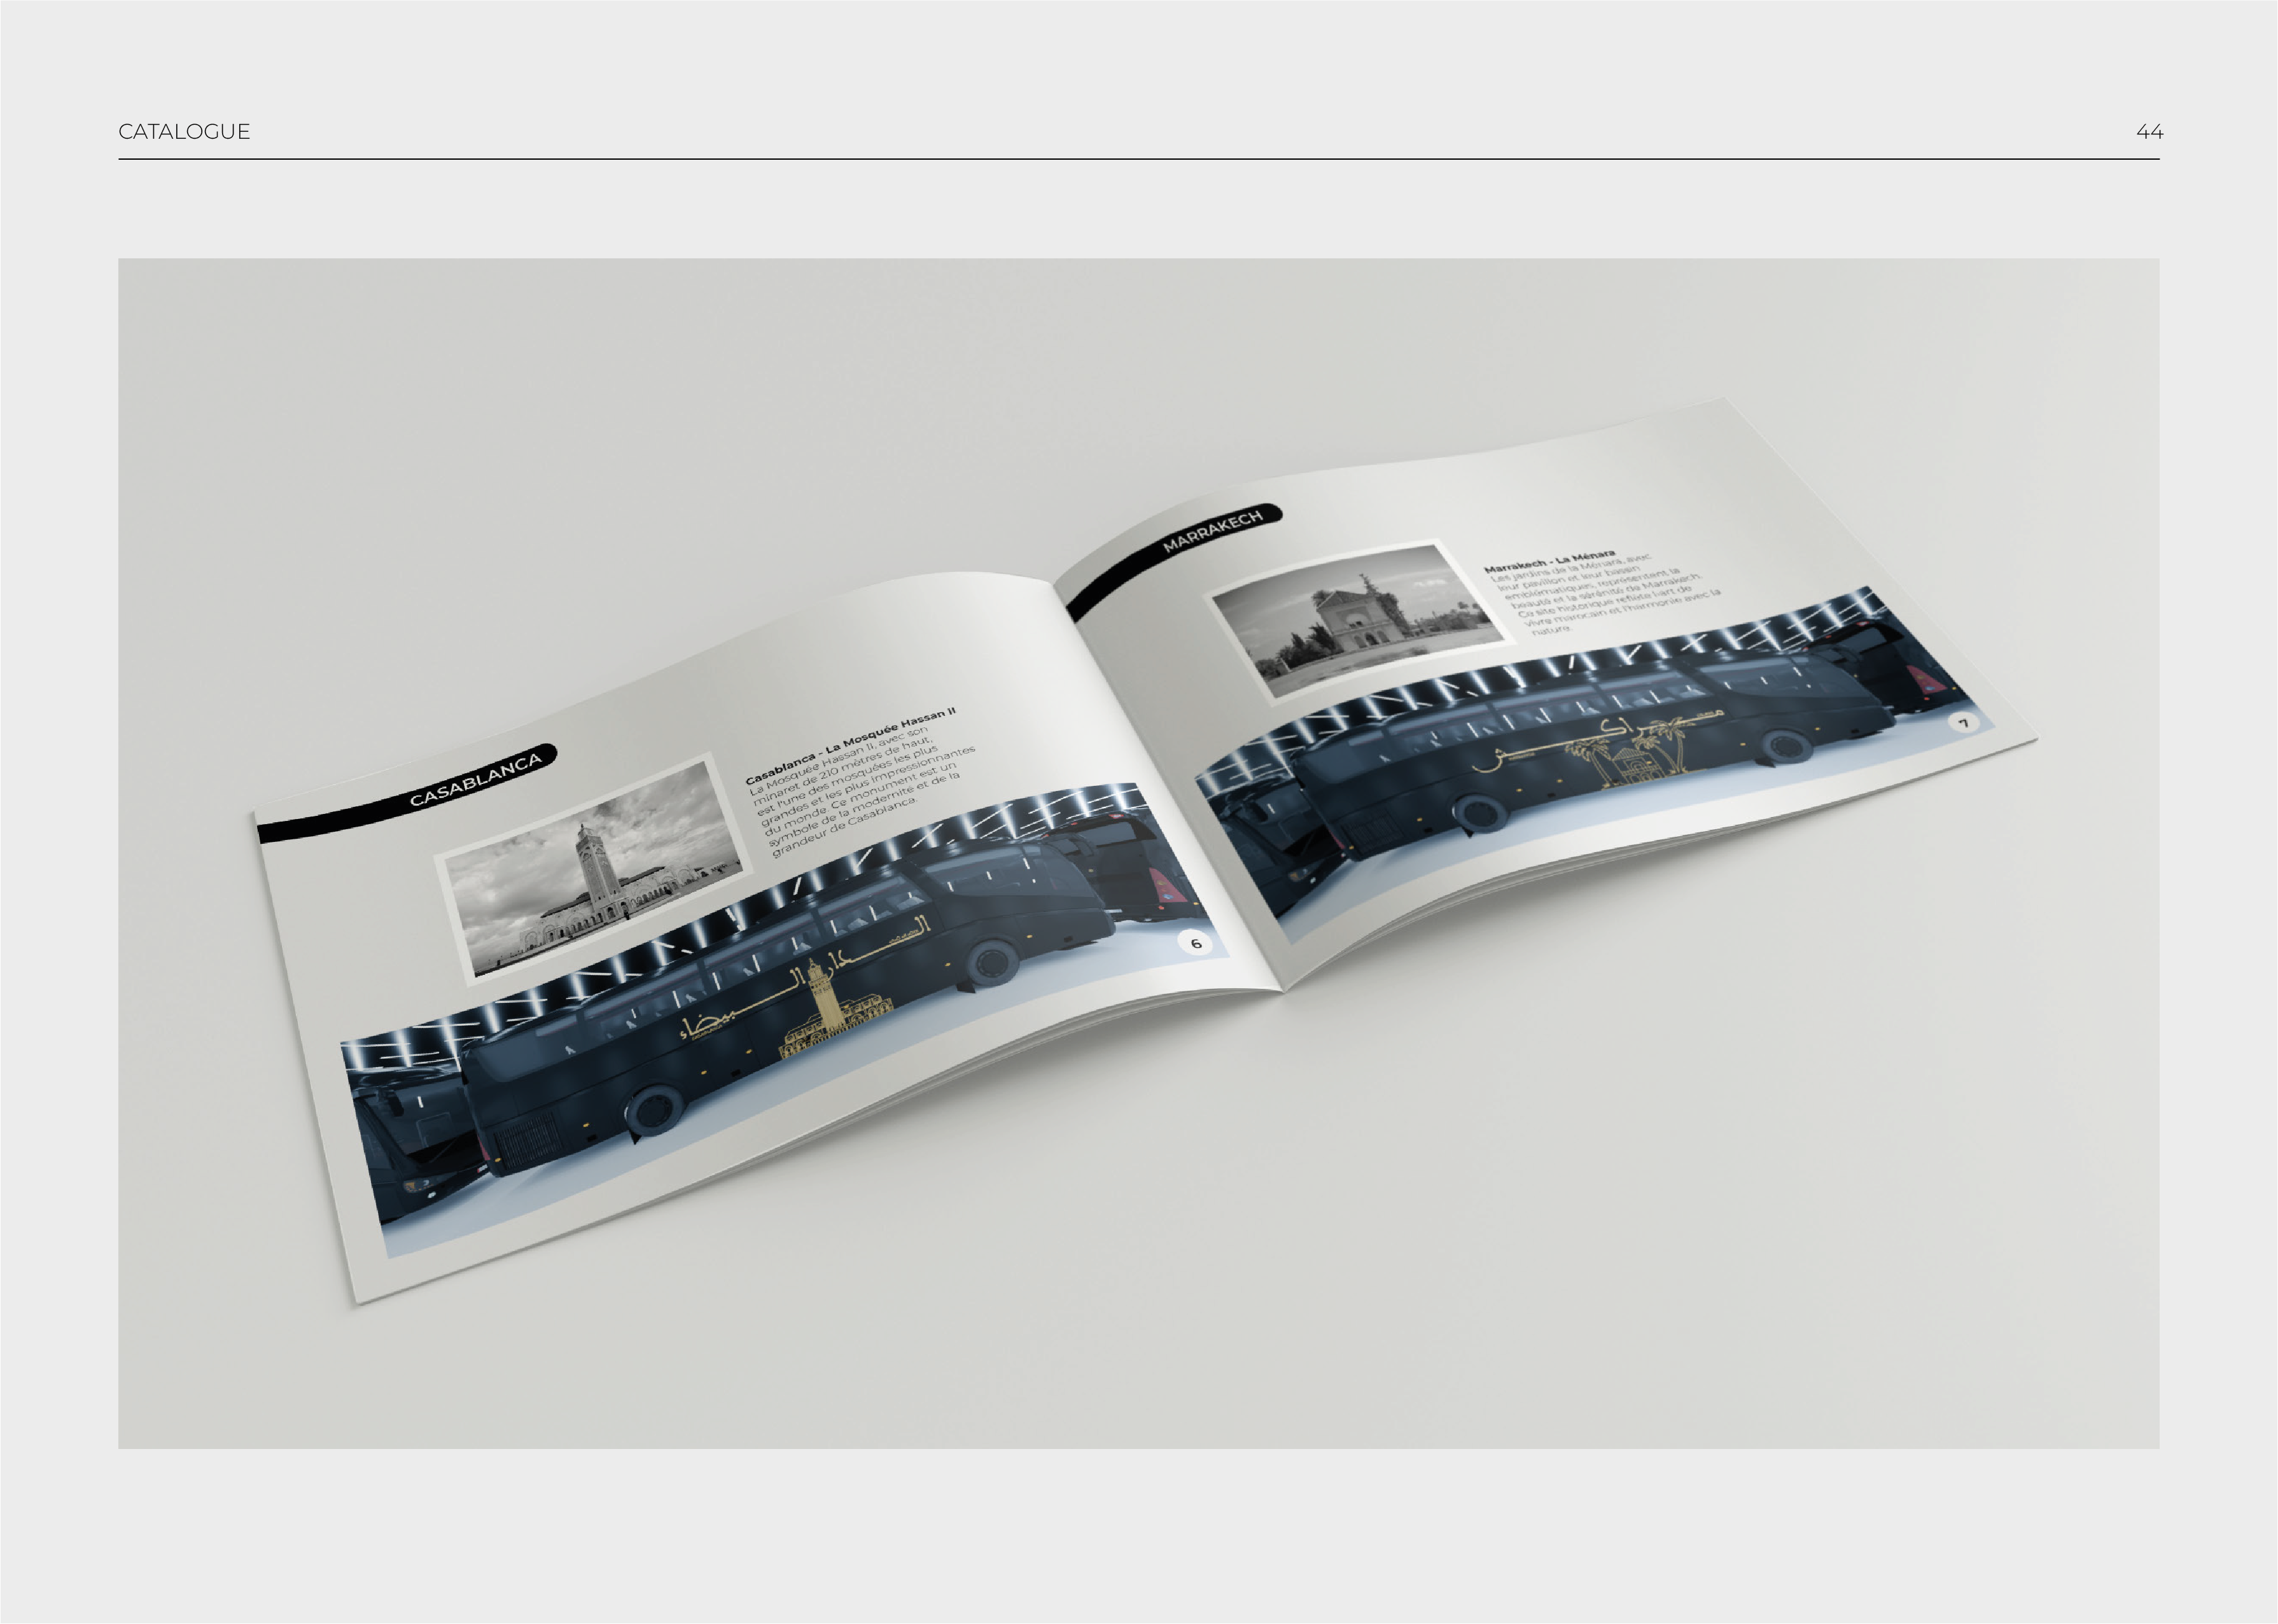 CATALOGUE
44
CASABLANCA
Casablanca - La Mosquée Hassan II
La Mosquée Hassan II, avec son
minaret de 210 mètres de haut,
est l'une des mosquées les plus
grandes et les plus impressionnantes
du monde. Ce monument est un
symbole de la modernité et de la
grandeur de Casablanca.
الـــدار الـــبيضاء
6
MARRAKECH
Marrakech - La Ménara
Les jardins de la Ménara, avec
leur pavillon et leur bassin
emblématiques, représentent la
beauté et la sérénité de Marrakech.
Ce site historique reflète l'art de
vivre marocain et l'harmonie avec la
nature.
مـــراكـــش
7